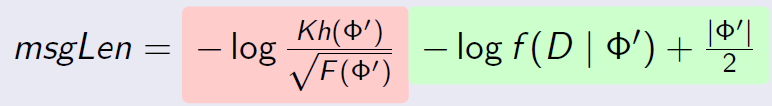 msgLen = − log Kh(Φ′) / √F(Φ′) − log f(D | Φ′) + |Φ′| / 2